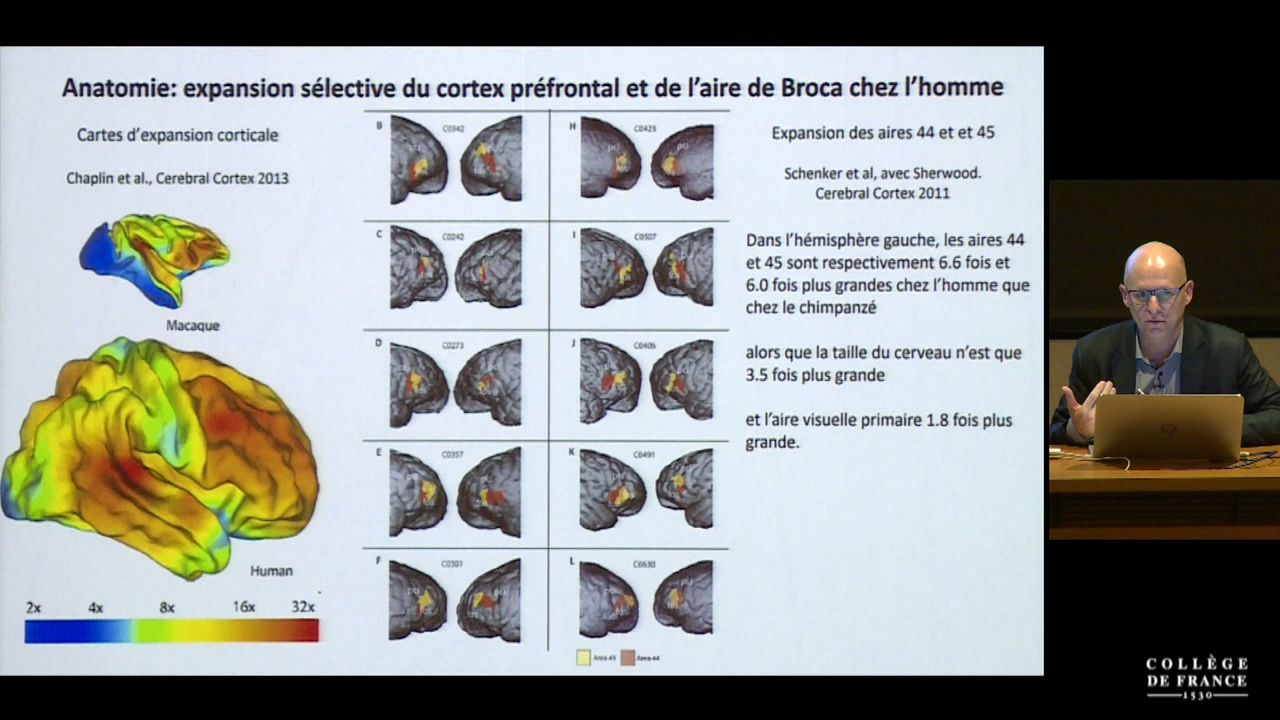 Anatomie: expansion sélective du cortex préfrontal et de l'aire de Broca chez l'homme
Cartes d'expansion corticale
Chaplin et al., Cerebral Cortex 2013
Macaque
Human
2x 4x 8x 16x 32x
B C0342
H C0423
C C0242
I C0507
D C0273
J C0406
E C0357
K C0491
F C0301
L C0630
Area 45 Area 44
Expansion des aires 44 et et 45
Schenker et al, avec Sherwood.
Cerebral Cortex 2011
Dans l'hémisphère gauche, les aires 44
et 45 sont respectivement 6.6 fois et
6.0 fois plus grandes chez l'homme que
chez le chimpanzé
alors que la taille du cerveau n'est que
3.5 fois plus grande
et l'aire visuelle primaire 1.8 fois plus
grande.
COLLÈGE
DE FRANCE
1530